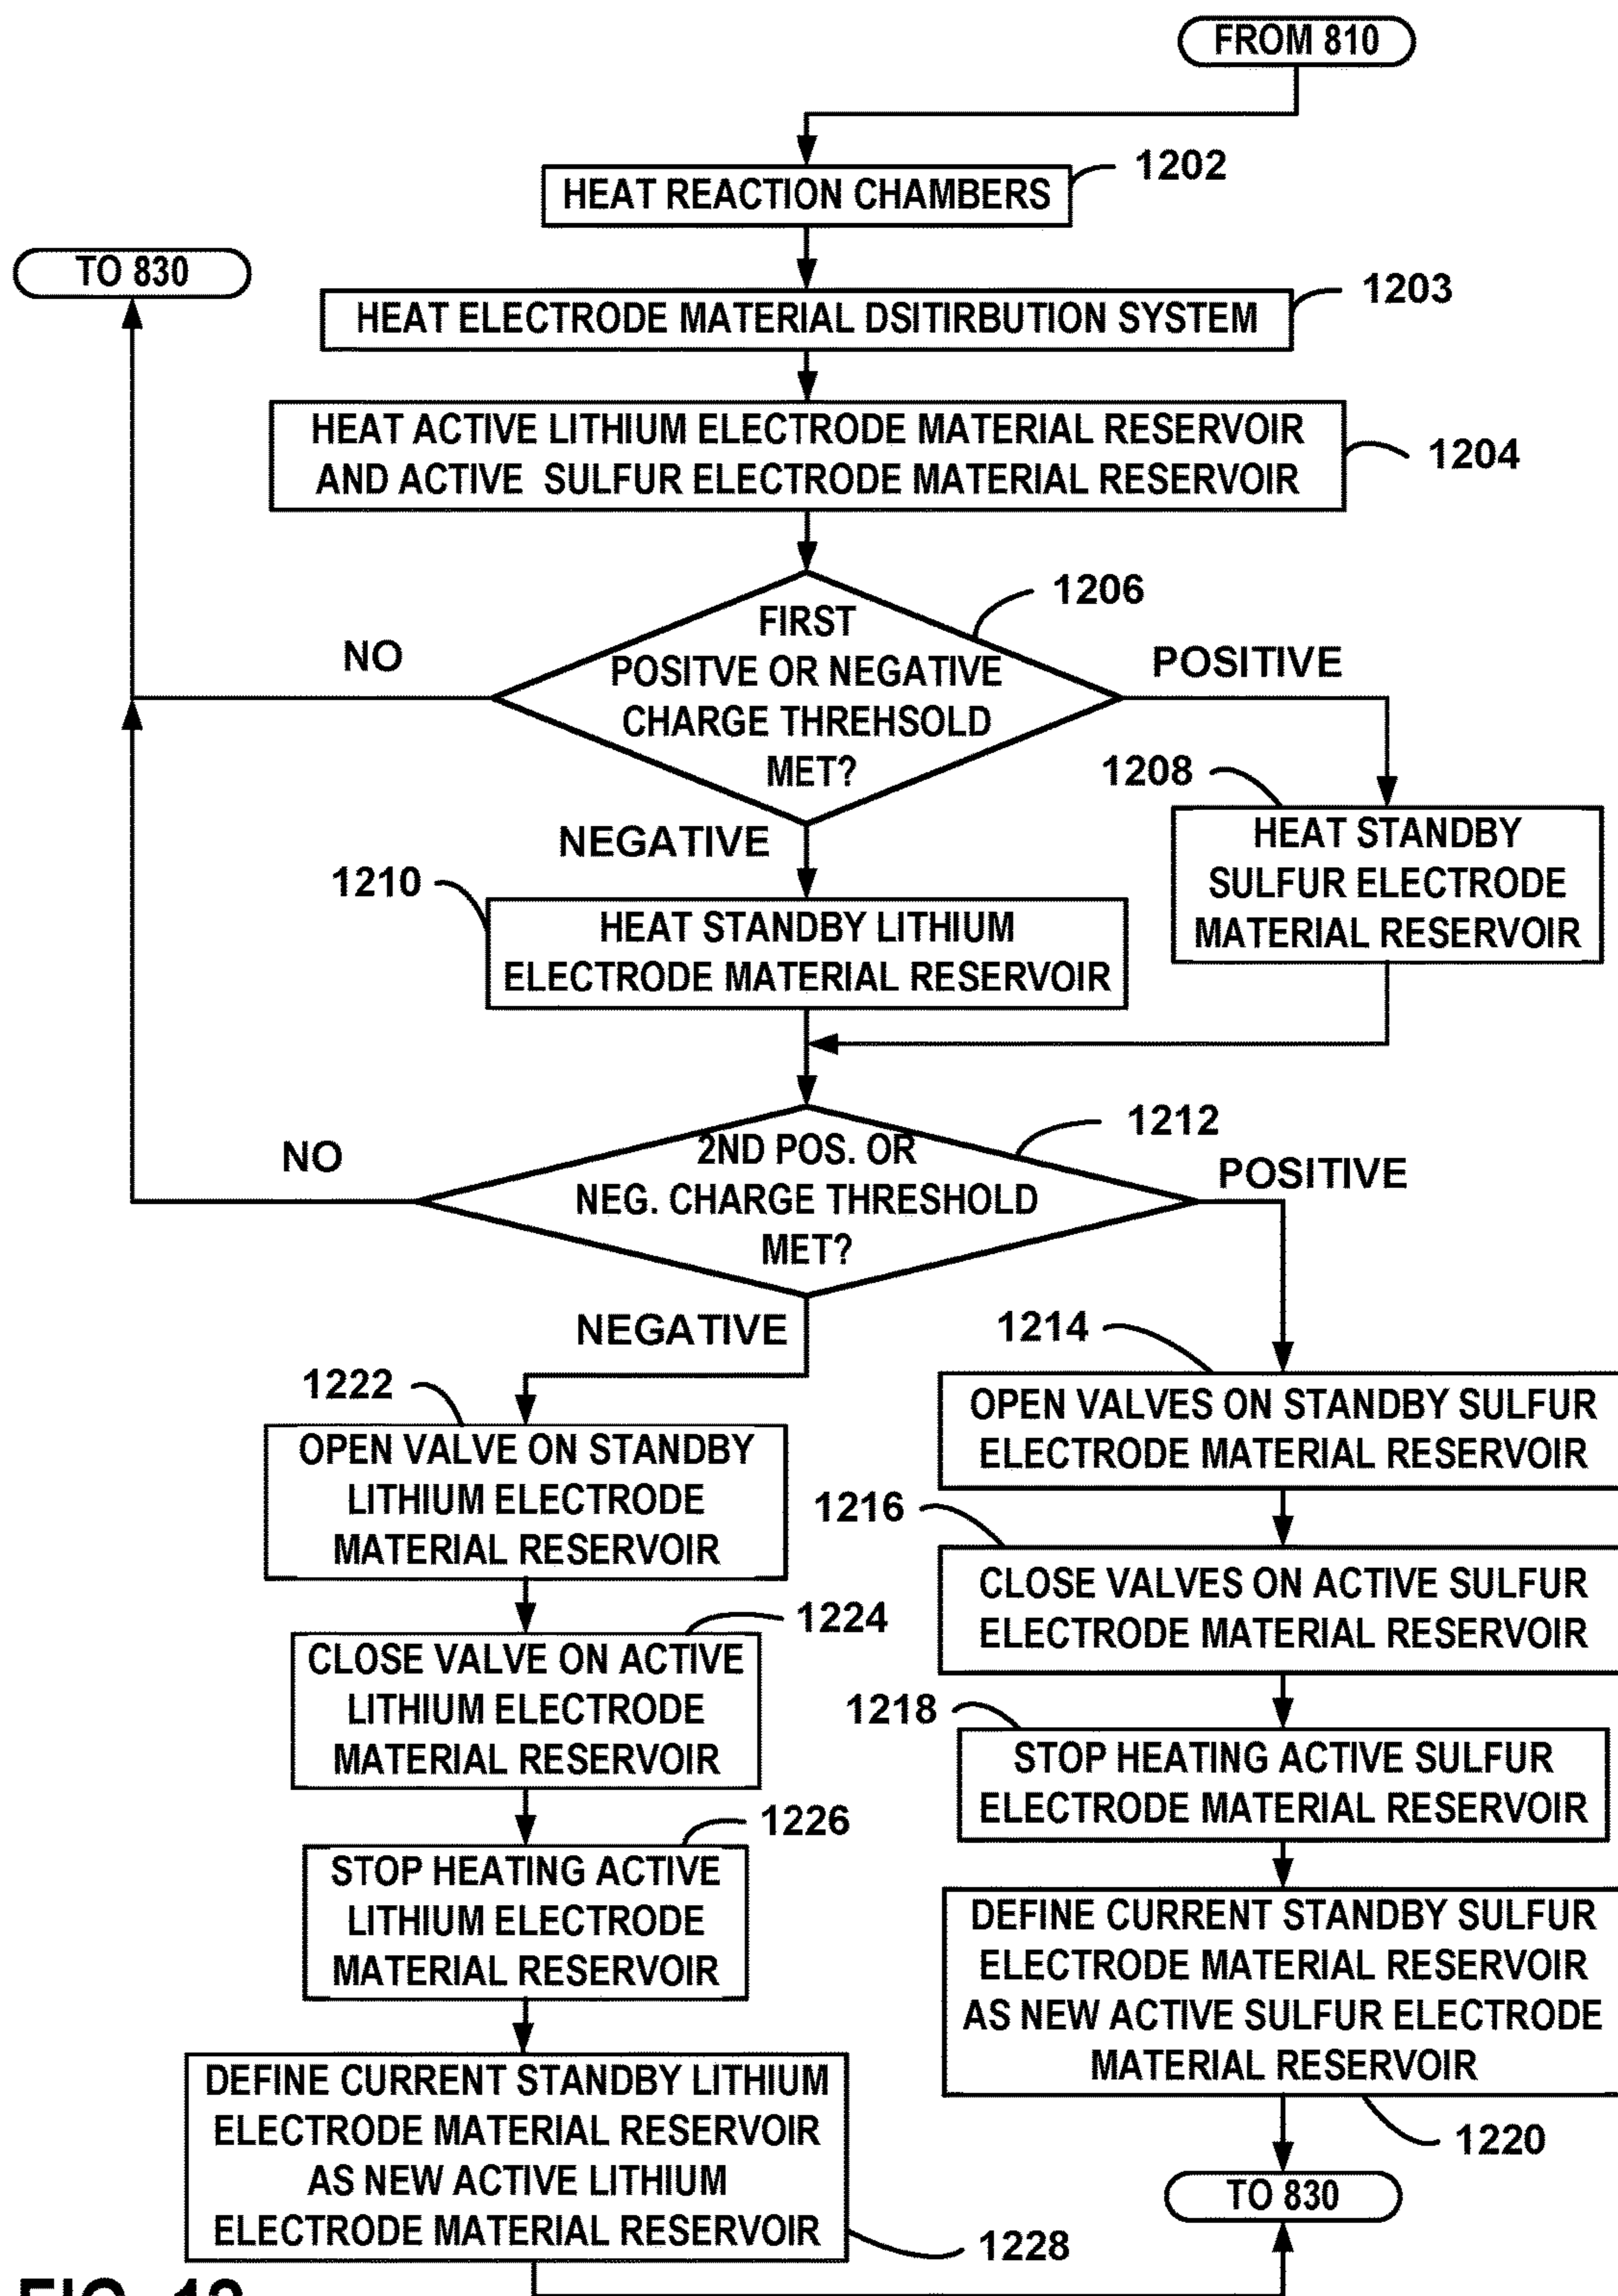 FROM 810
1202
HEAT REACTION CHAMBERS
TO 830
1203
HEAT ELECTRODE MATERIAL DSITIRBUTION SYSTEM
HEAT ACTIVE LITHIUM ELECTRODE MATERIAL RESERVOIR
AND ACTIVE SULFUR ELECTRODE MATERIAL RESERVOIR
1204
1206
FIRST
POSITVE OR NEGATIVE
CHARGE THREHSOLD
MET?
NO
POSITIVE
NEGATIVE
1208
HEAT STANDBY
SULFUR ELECTRODE
MATERIAL RESERVOIR
1210
HEAT STANDBY LITHIUM
ELECTRODE MATERIAL RESERVOIR
1212
2ND POS. OR
NEG. CHARGE THRESHOLD
MET?
NO
POSITIVE
NEGATIVE
1214
OPEN VALVES ON STANDBY SULFUR
ELECTRODE MATERIAL RESERVOIR
1222
OPEN VALVE ON STANDBY
LITHIUM ELECTRODE
MATERIAL RESERVOIR
1216
CLOSE VALVES ON ACTIVE SULFUR
ELECTRODE MATERIAL RESERVOIR
1224
CLOSE VALVE ON ACTIVE
LITHIUM ELECTRODE
MATERIAL RESERVOIR
1218
STOP HEATING ACTIVE SULFUR
ELECTRODE MATERIAL RESERVOIR
1226
STOP HEATING ACTIVE
LITHIUM ELECTRODE
MATERIAL RESERVOIR
DEFINE CURRENT STANDBY SULFUR
ELECTRODE MATERIAL RESERVOIR
AS NEW ACTIVE SULFUR ELECTRODE
MATERIAL RESERVOIR
1220
DEFINE CURRENT STANDBY LITHIUM
ELECTRODE MATERIAL RESERVOIR
AS NEW ACTIVE LITHIUM
ELECTRODE MATERIAL RESERVOIR
1228
TO 830
FIG. 12